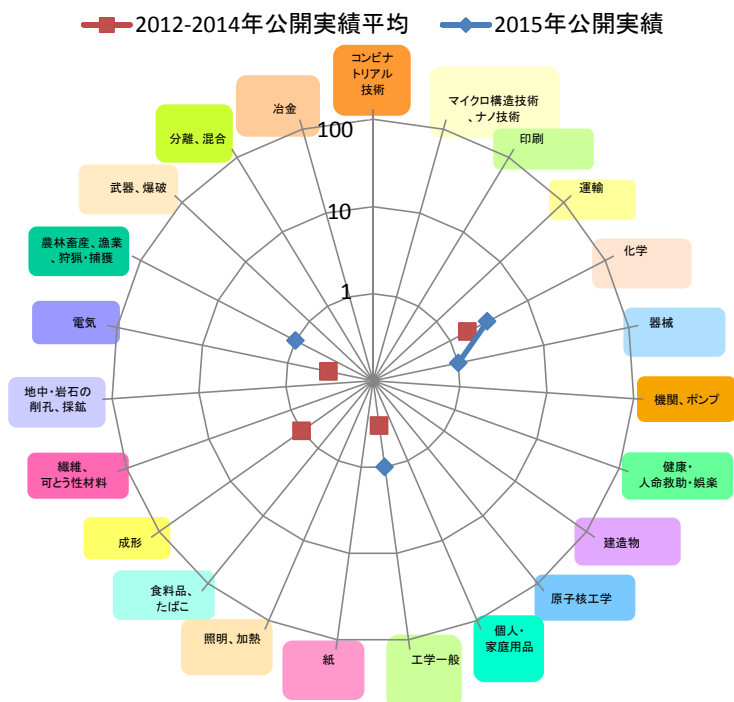 2012-2014年公開実績平均
2015年公開実績
コンビナ
トリアル
技術
マイクロ構造技術
、ナノ技術
印刷
運輸
化学
器械
機関、ポンプ
健康・
人命救助・娯楽
建造物
原子核工学
個人・
家庭用品
工学一般
紙
照明、加熱
食料品、
たばこ
成形
繊維、
可とう性材料
地中・岩石の
削孔、採鉱
電気
農林畜産、漁業
、狩猟・捕獲
武器、爆破
分離、混合
冶金
100
10
1